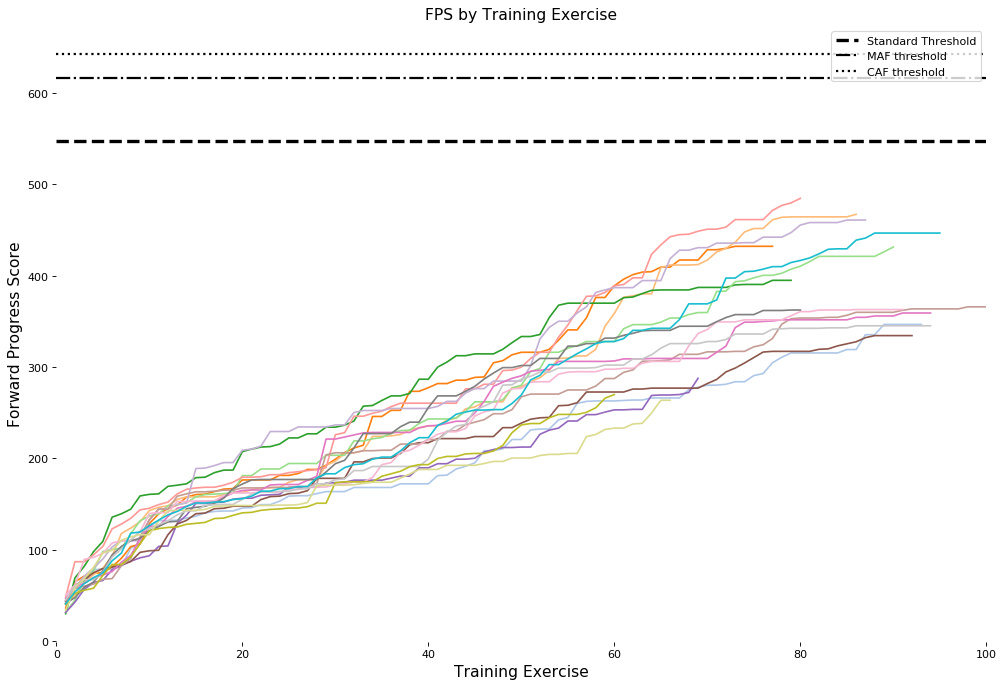 FPS by Training Exercise
Standard Threshold
MAF threshold
CAF threshold
Forward Progress Score
600
500
400
300
200
100
0
0 20 40 60 80 100
Training Exercise